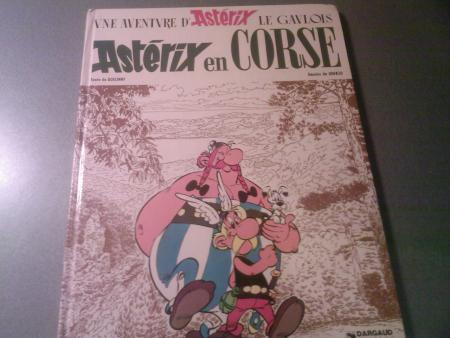 UNE AVENTURE D'Astérix LE GAULOIS
Astérix en CORSE
Texte de GOSCINNY
Dessins de UDERZO
DARGAUD